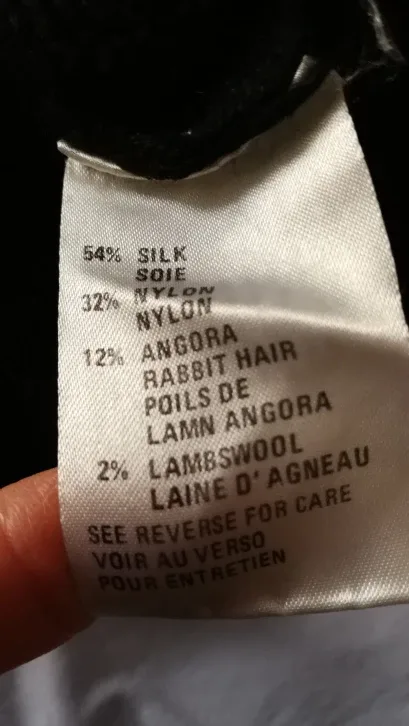 54% SILK
SOIE
32% NYLON
NYLON
12% ANGORA
RABBIT HAIR
POILS DE
LAMN ANGORA
2% LAMBSWOOL
LAINE D'AGNEAU
SEE REVERSE FOR CARE
VOIR AU VERSO
POUR ENTRETIEN